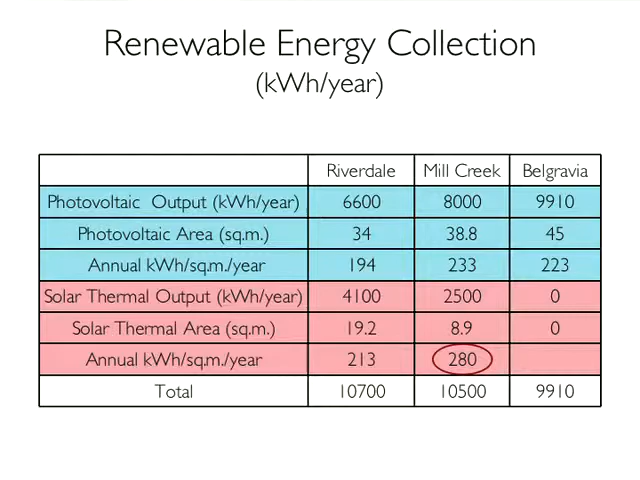 Renewable Energy Collection
(kWh/year)
Riverdale Mill Creek Belgravia
Photovoltaic Output (kWh/year) 6600 8000 9910
Photovoltaic Area (sq.m.) 34 38.8 45
Annual kWh/sq.m./year 194 233 223
Solar Thermal Output (kWh/year) 4100 2500 0
Solar Thermal Area (sq.m.) 19.2 8.9 0
Annual kWh/sq.m./year 213 280
Total 10700 10500 9910